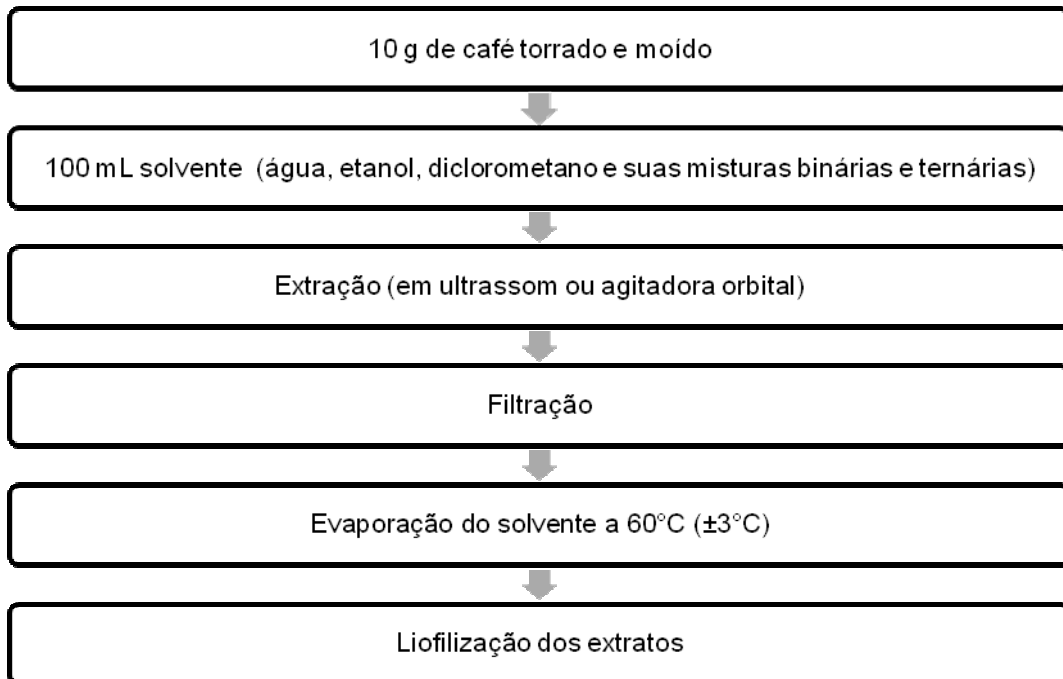 10 g de café torrado e moído
100 mL solvente (água, etanol, diclorometano e suas misturas binárias e ternárias)
Extração (em ultrassom ou agitadora orbital)
Filtração
Evaporação do solvente a 60°C (±3°C)
Liofilização dos extratos